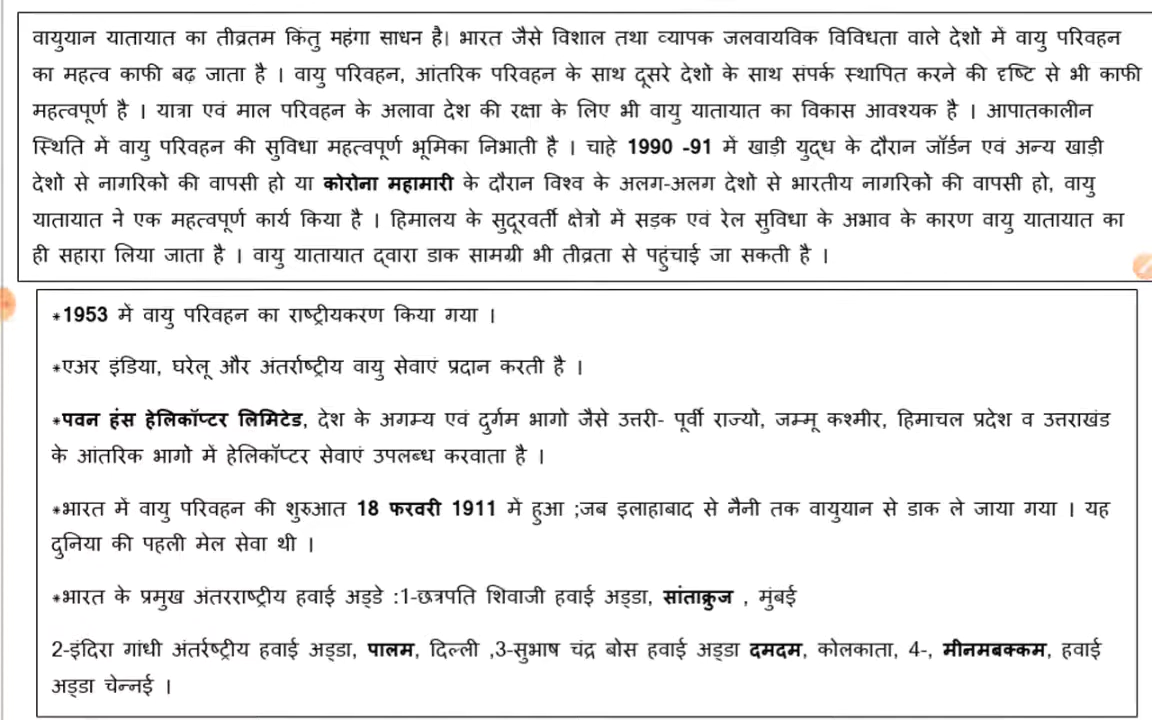 वायुयान यातायात का तीव्रतम किंतु महंगा साधन है। भारत जैसे विशाल तथा व्यापक जलवायविक विविधता वाले देशों में वायु परिवहन
का महत्व काफी बढ़ जाता है । वायु परिवहन, आंतरिक परिवहन के साथ दूसरे देशों के साथ संपर्क स्थापित करने की दृष्टि से भी काफी
महत्वपूर्ण है । यात्रा एवं माल परिवहन के अलावा देश की रक्षा के लिए भी वायु यातायात का विकास आवश्यक है । आपातकालीन
स्थिति में वायु परिवहन की सुविधा महत्वपूर्ण भूमिका निभाती है । चाहे 1990 -91 में खाड़ी युद्ध के दौरान जॉर्डन एवं अन्य खाड़ी
देशों से नागरिकों की वापसी हो या कोरोना महामारी के दौरान विश्व के अलग-अलग देशों से भारतीय नागरिकों की वापसी हो, वायु
यातायात ने एक महत्वपूर्ण कार्य किया है । हिमालय के सुदूरवर्ती क्षेत्रों में सड़क एवं रेल सुविधा के अभाव के कारण वायु यातायात का
ही सहारा लिया जाता है । वायु यातायात द्वारा डाक सामग्री भी तीव्रता से पहुंचाई जा सकती है ।
*1953 में वायु परिवहन का राष्ट्रीयकरण किया गया ।
*एअर इंडिया, घरेलू और अंतर्राष्ट्रीय वायु सेवाएं प्रदान करती है ।
*पवन हंस हेलिकॉप्टर लिमिटेड, देश के अगम्य एवं दुर्गम भागो जैसे उत्तरी- पूर्वी राज्यों, जम्मू कश्मीर, हिमाचल प्रदेश व उत्तराखंड
के आंतरिक भागों में हेलिकॉप्टर सेवाएं उपलब्ध करवाता है ।
*भारत में वायु परिवहन की शुरुआत 18 फरवरी 1911 में हुआ ;जब इलाहाबाद से नैनी तक वायुयान से डाक ले जाया गया । यह
दुनिया की पहली मेल सेवा थी ।
*भारत के प्रमुख अंतरराष्ट्रीय हवाई अड्डे :1-छत्रपति शिवाजी हवाई अड्डा, सांताक्रुज , मुंबई
2-इंदिरा गांधी अंतर्रष्ट्रीय हवाई अड्डा, पालम, दिल्ली ,3-सुभाष चंद्र बोस हवाई अड्डा दमदम, कोलकाता, 4-, मीनमबक्कम, हवाई
अड्डा चेन्नई ।